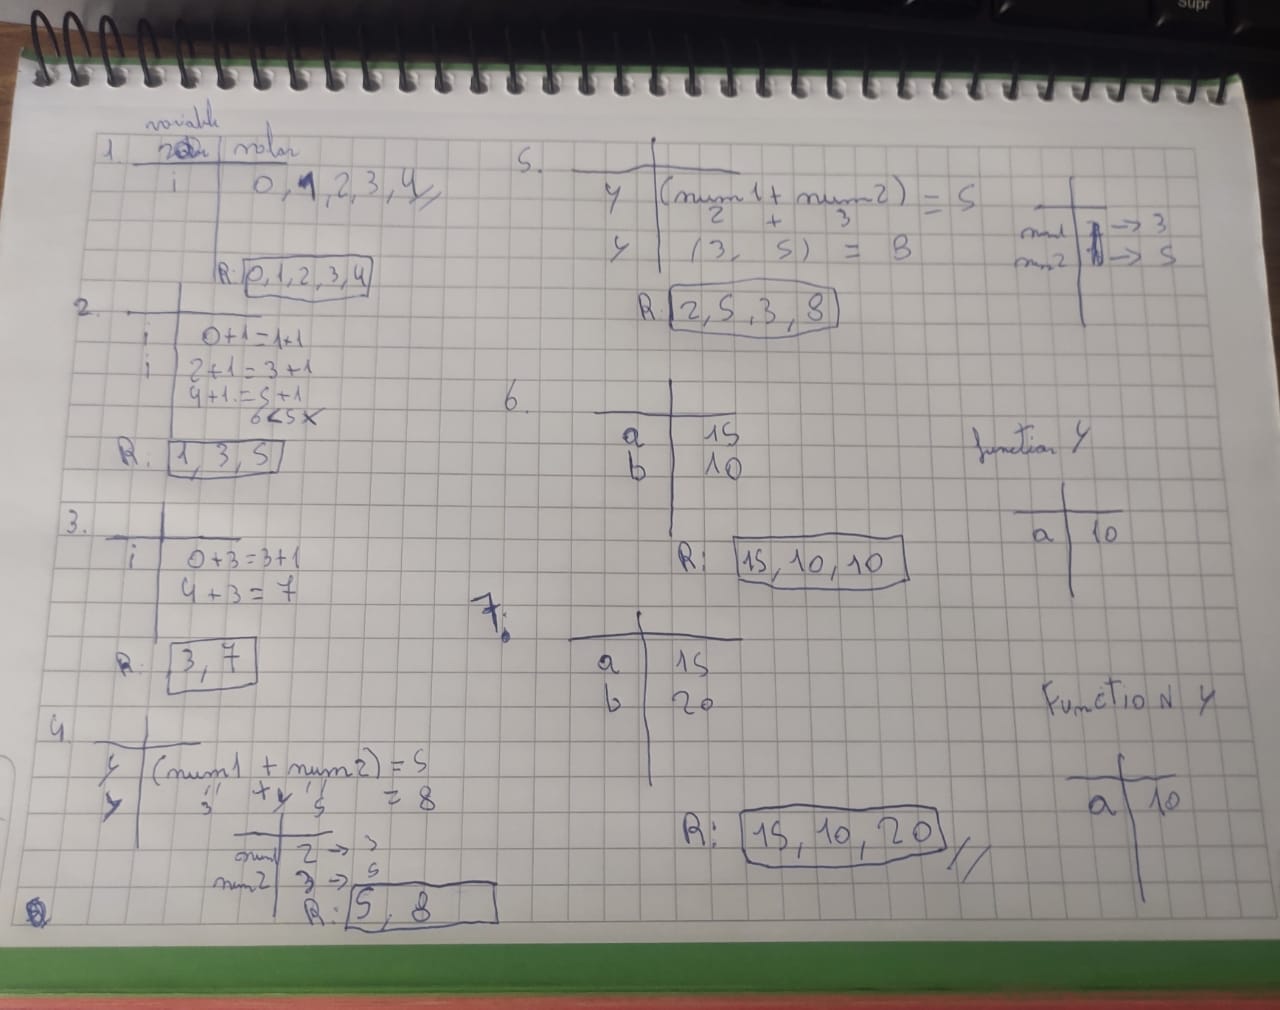 Supr
variable
1. valor
i 0, 1, 2, 3, 4
R: 0, 1, 2, 3, 4
2.
i 0+1=1+1
i 2+1=3+1
4+1=5+1
6<5 X
R: 1, 3, 5
3.
i 0+3=3+1
4+3=7
R: 3, 7
4.
y (num1 + num2) = 5
y 3 + 5 = 8
num1 2 → 3
num2 3 → 5
R: 5, 8
5.
y (num1 + num2) = 5
2 + 3
y (3, 5) = 8
num1 → 3
num2 → 5
R: 2, 5, 3, 8
6.
a 15
b 10
R: 15, 10, 10
function y
a 10
7.
a 15
b 20
R: 15, 10, 20
FunctioN y
a 10